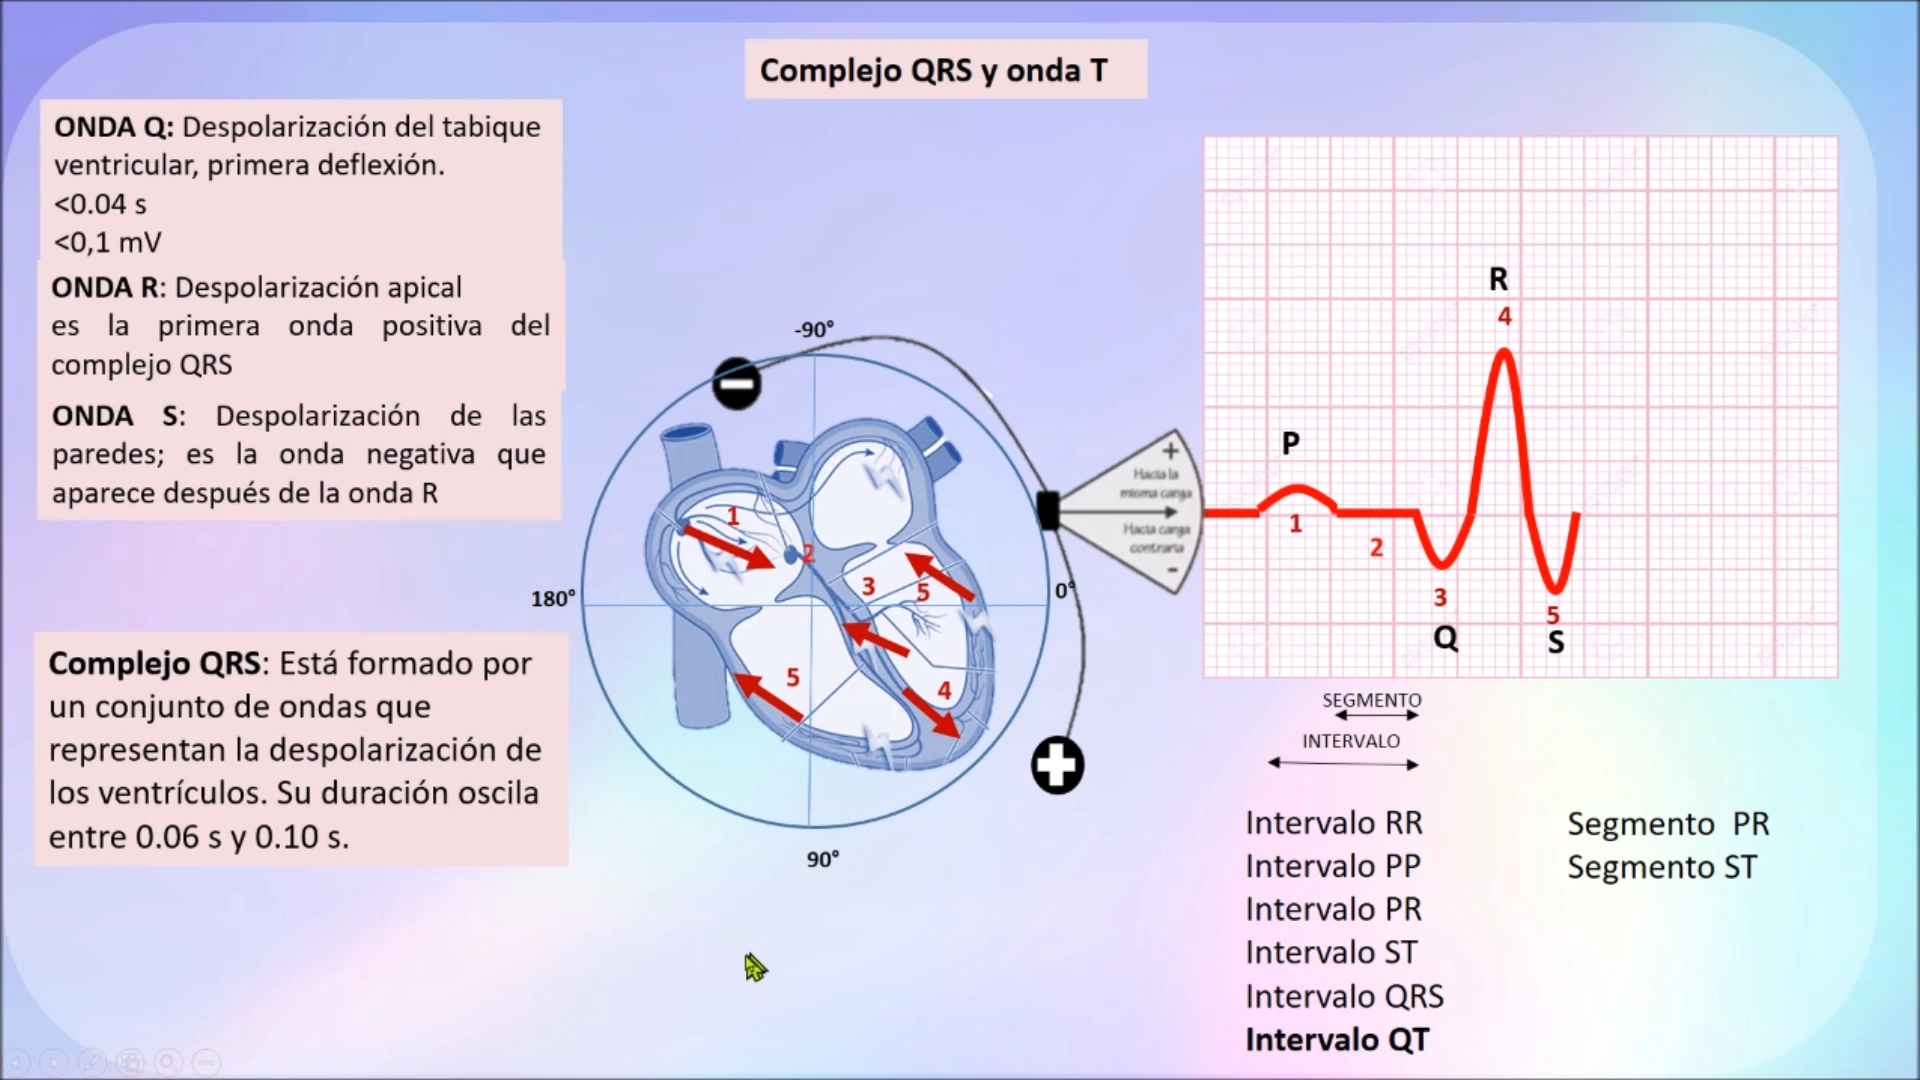 Complejo QRS y onda T
ONDA Q: Despolarización del tabique
ventricular, primera deflexión.
<0.04 s
<0,1 mV
ONDA R: Despolarización apical
es la primera onda positiva del
complejo QRS
ONDA S: Despolarización de las
paredes; es la onda negativa que
aparece después de la onda R
Complejo QRS: Está formado por
un conjunto de ondas que
representan la despolarización de
los ventrículos. Su duración oscila
entre 0.06 s y 0.10 s.
-90°
180°
0°
90°
1
2
3
5
5
4
+
Hacia la
misma carga
Hacia carga
contraria
-
R
4
P
1
2
3
Q
5
S
SEGMENTO
INTERVALO
Intervalo RR
Intervalo PP
Intervalo PR
Intervalo ST
Intervalo QRS
Intervalo QT
Segmento PR
Segmento ST